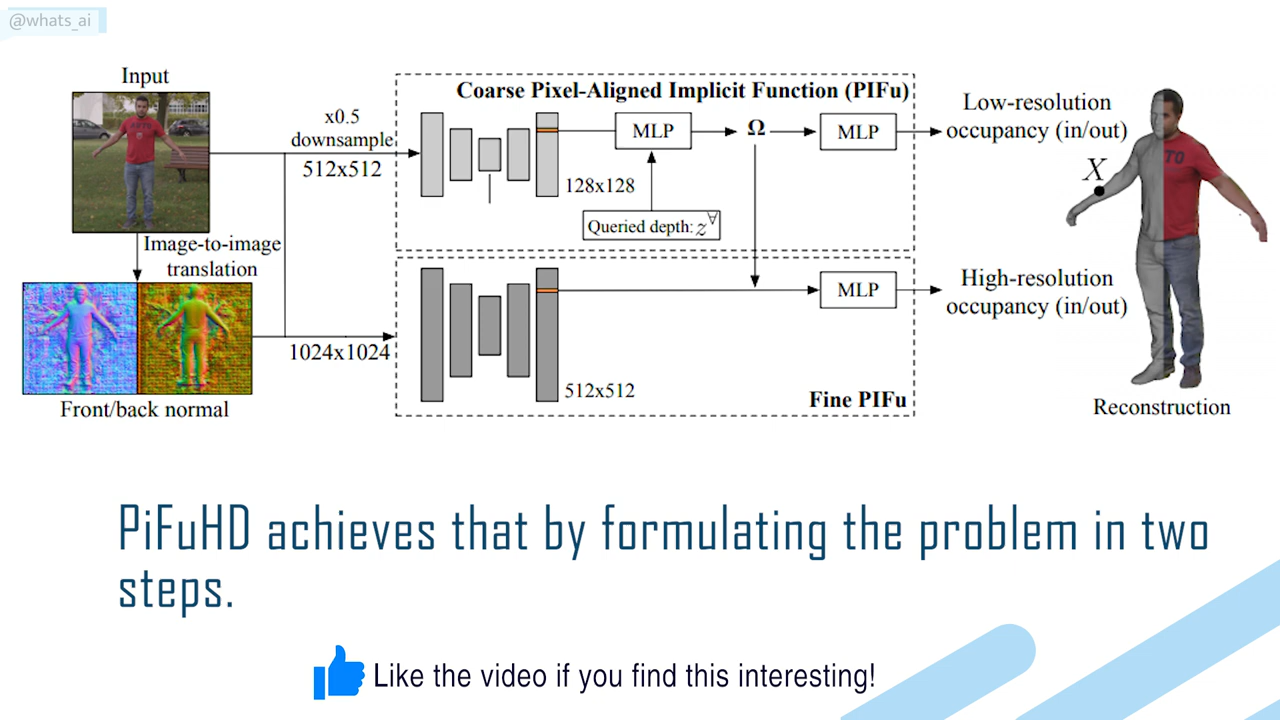 @whats_ai
Input
x0.5
downsample
512x512
Image-to-image
translation
Front/back normal
1024x1024
Coarse Pixel-Aligned Implicit Function (PIFu)
MLP
Ω
MLP
128x128
Queried depth: z∀
MLP
512x512
Fine PIFu
Low-resolution
occupancy (in/out)
High-resolution
occupancy (in/out)
X
TO
Reconstruction
PiFuHD achieves that by formulating the problem in two
steps.
Like the video if you find this interesting!